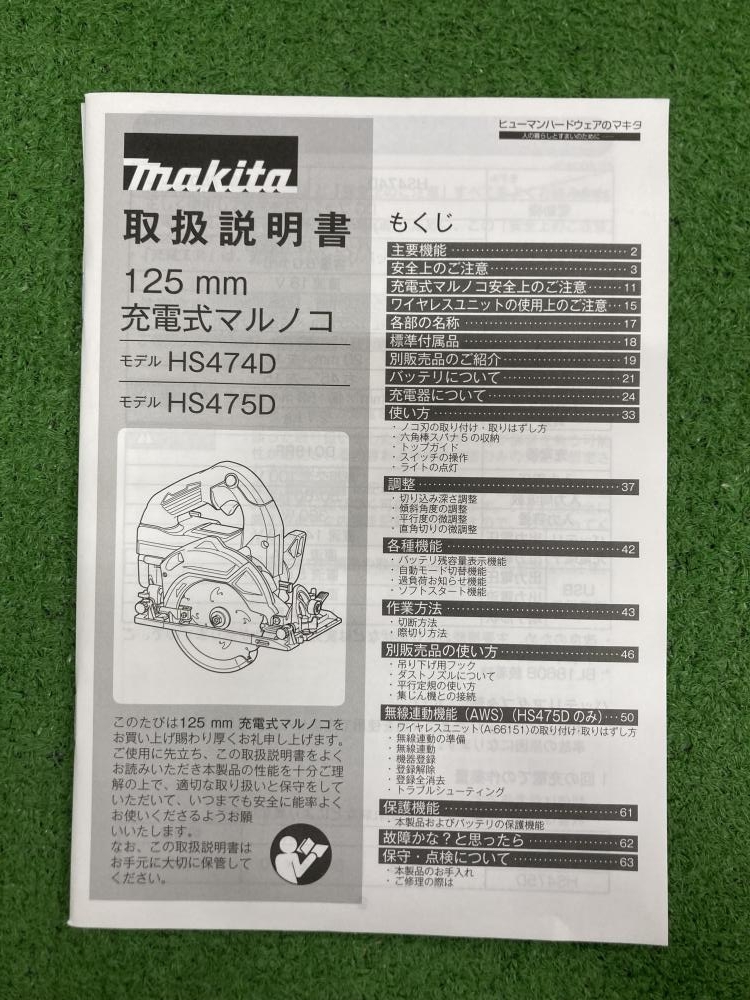 ヒューマンハードウェアのマキタ
人の暮らしとすまいのために
makita
取扱説明書
125 mm
充電式マルノコ
モデル HS474D
モデル HS475D
このたびは125 mm 充電式マルノコを
お買い上げ賜わり厚くお礼申し上げます。
ご使用に先立ち、この取扱説明書をよく
お読みいただき本製品の性能を十分ご理
解の上で、適切な取り扱いと保守をして
いただいて、いつまでも安全に能率よく
お使いくださるようお願
いいたします。
なお、この取扱説明書は
お手元に大切に保管して
ください。
もくじ
主要機能 2
安全上のご注意 3
充電式マルノコ安全上のご注意 11
ワイヤレスユニットの使用上のご注意 15
各部の名称 17
標準付属品 18
別販売品のご紹介 19
バッテリについて 21
充電器について 24
使い方 33
・ノコ刃の取り付け・取りはずし方
・六角棒スパナ5の収納
・トップガイド
・スイッチの操作
・ライトの点灯
調整 37
・切り込み深さ調整
・傾斜角度の調整
・平行度の微調整
・直角切りの微調整
各種機能 42
・バッテリ残容量表示機能
・自動モード切替機能
・過負荷お知らせ機能
・ソフトスタート機能
作業方法 43
・切断方法
・際切り方法
別販売品の使い方 46
・吊り下げ用フック
・ダストノズルについて
・平行定規の使い方
・集じん機との接続
無線連動機能（AWS）（HS475Dのみ） 50
・ワイヤレスユニット(A-66151)の取り付け・取りはずし方
・無線連動の準備
・無線連動
・機器登録
・登録解除
・登録全消去
・トラブルシューティング
保護機能 61
・本製品およびバッテリの保護機能
故障かな？と思ったら 62
保守・点検について 63
・本製品のお手入れ
・ご修理の際は